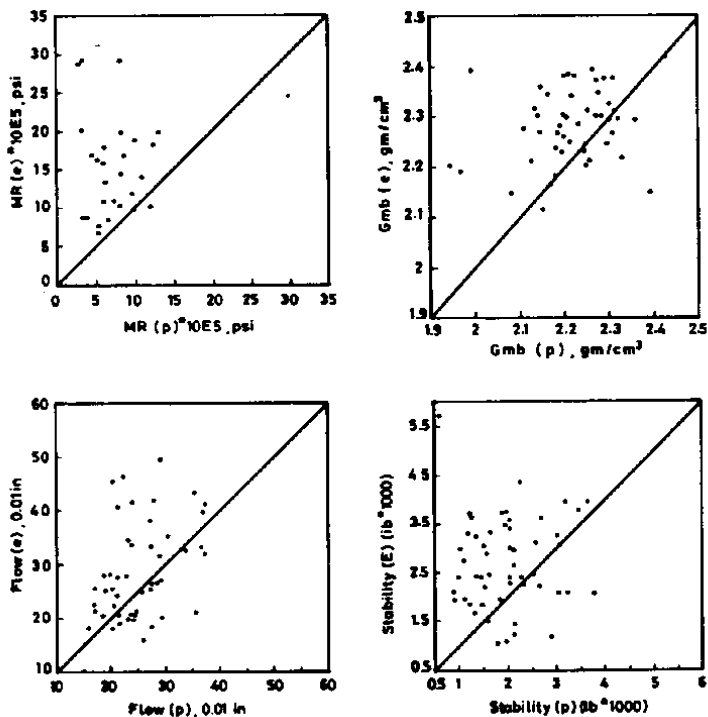 35
30
25
20
15
10
5
0
MR (e) *10E5, psi
0 5 10 15 20 25 30 35
MR (p) *10E5, psi
2.5
2.4
2.3
2.2
2.1
2
1.9
Gmb (e), gm/cm³
1.9 2 2.1 2.2 2.3 2.4 2.5
Gmb (p), gm/cm³
60
50
40
30
20
10
Flow (e), 0.01 in
10 20 30 40 50 60
Flow (p), 0.01 in
5.5
4.5
3.5
2.5
1.5
0.5
Stability (E) (ib*1000)
0.5 1 2 3 4 5 6
Stability (p) (lb*1000)